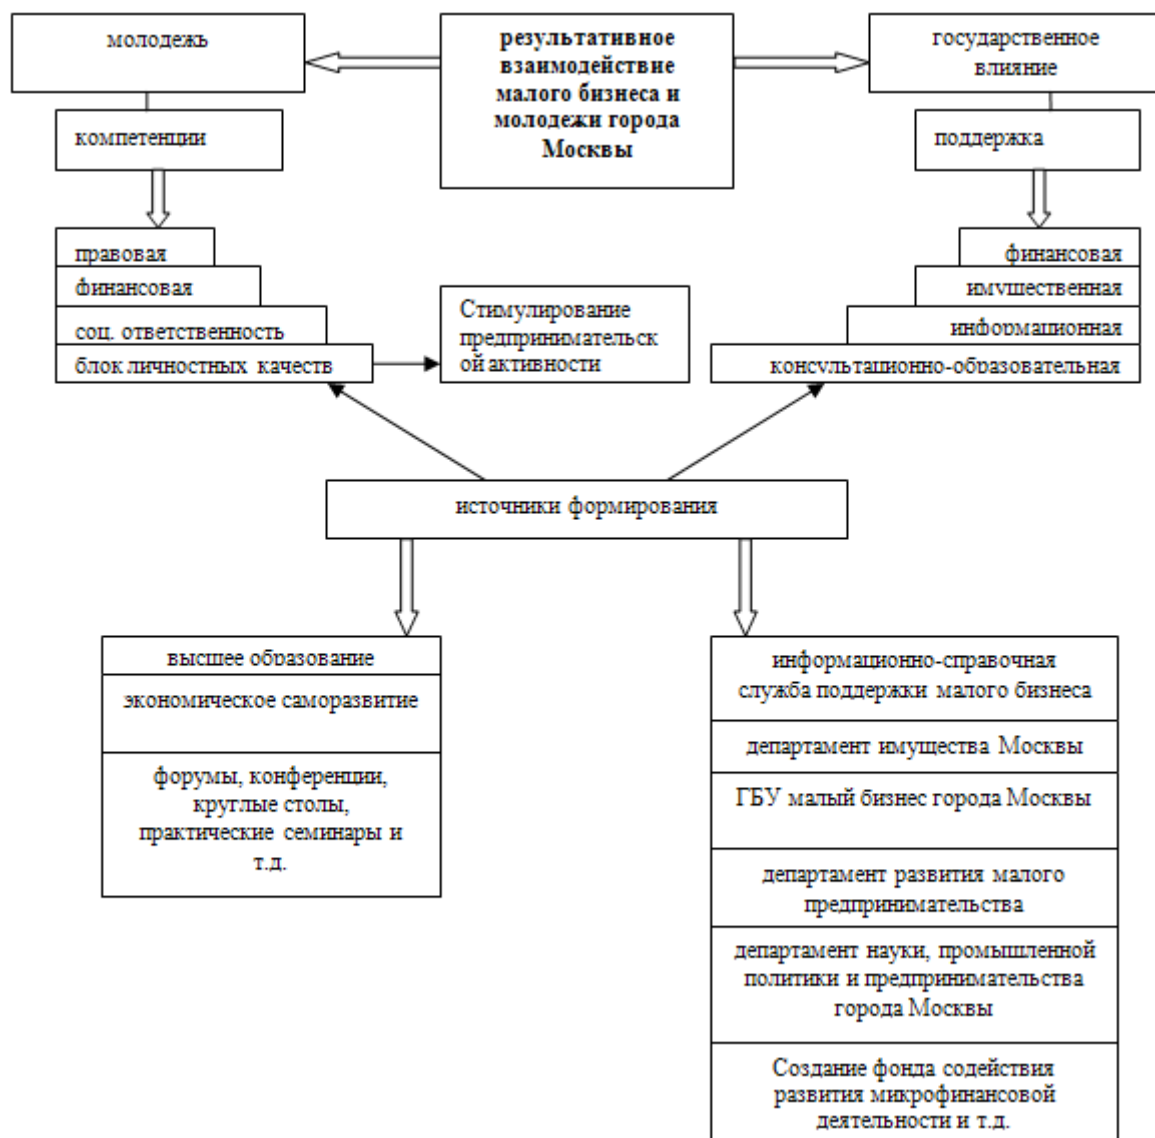 молодежь
результативное
взаимодействие
малого бизнеса и
молодежи города
Москвы
государственное
влияние
компетенции
поддержка
правовая
финансовая
соц. ответственность
блок личностных качеств
Стимулирование
предпринимательск
ой активности
финансовая
имущественная
информационная
консультационно-образовательная
источники формирования
высшее образование
экономическое саморазвитие
форумы, конференции,
круглые столы,
практические семинары и
т.д.
информационно-справочная
служба поддержки малого бизнеса
департамент имущества Москвы
ГБУ малый бизнес города Москвы
департамент развития малого
предпринимательства
департамент науки, промышленной
политики и предпринимательства
города Москвы
Создание фонда содействия
развития микрофинансовой
деятельности и т.д.